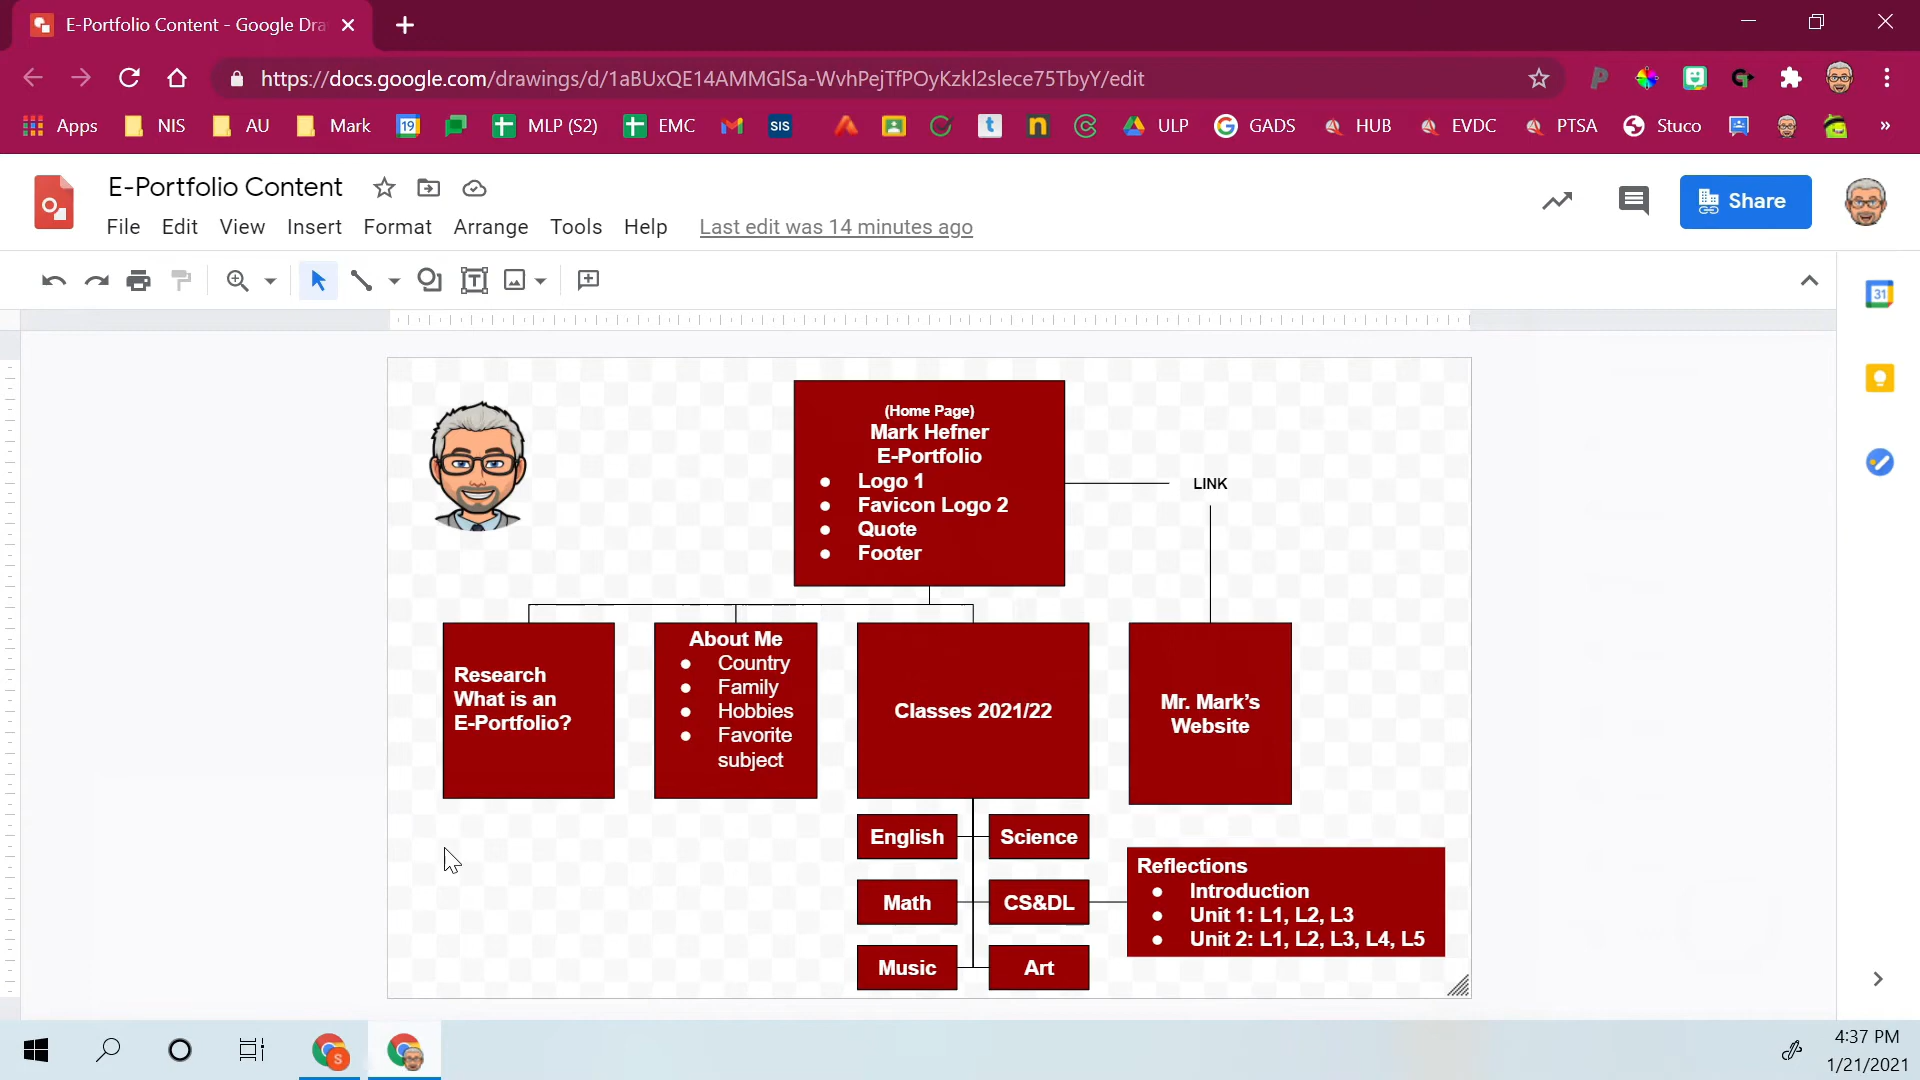 E-Portfolio Content - Google Dra
https://docs.google.com/drawings/d/1aBUxQE14AMMGlSa-WvhPejTfPOyKzkl2slece75TbyY/edit
Apps NIS AU Mark 19 MLP (S2) EMC SIS ULP GADS HUB EVDC PTSA Stuco »
E-Portfolio Content
Share
File Edit View Insert Format Arrange Tools Help Last edit was 14 minutes ago
31
(Home Page)
Mark Hefner
E-Portfolio
● Logo 1
● Favicon Logo 2
● Quote
● Footer
LINK
Research
What is an
E-Portfolio?
About Me
● Country
● Family
● Hobbies
● Favorite
subject
Classes 2021/22
Mr. Mark’s
Website
English Science
Math CS&DL
Music Art
Reflections
● Introduction
● Unit 1: L1, L2, L3
● Unit 2: L1, L2, L3, L4, L5
4:37 PM
1/21/2021